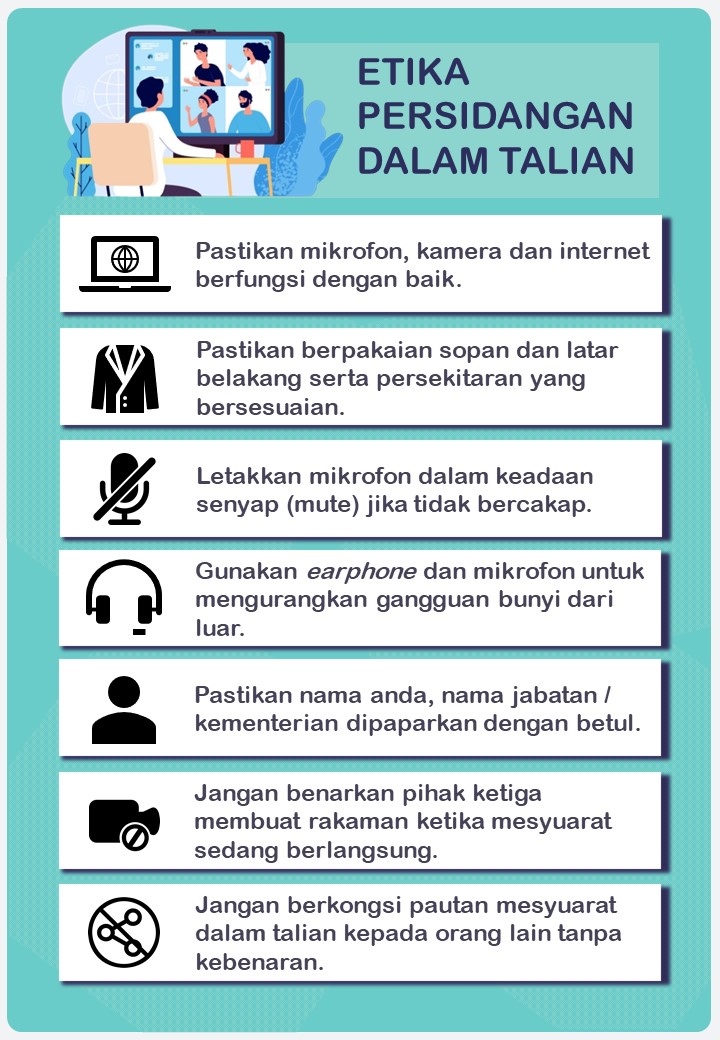 ETIKA
PERSIDANGAN
DALAM TALIAN
Pastikan mikrofon, kamera dan internet
berfungsi dengan baik.
Pastikan berpakaian sopan dan latar
belakang serta persekitaran yang
bersesuaian.
Letakkan mikrofon dalam keadaan
senyap (mute) jika tidak bercakap.
Gunakan earphone dan mikrofon untuk
mengurangkan gangguan bunyi dari
luar.
Pastikan nama anda, nama jabatan /
kementerian dipaparkan dengan betul.
Jangan benarkan pihak ketiga
membuat rakaman ketika mesyuarat
sedang berlangsung.
Jangan berkongsi pautan mesyuarat
dalam talian kepada orang lain tanpa
kebenaran.